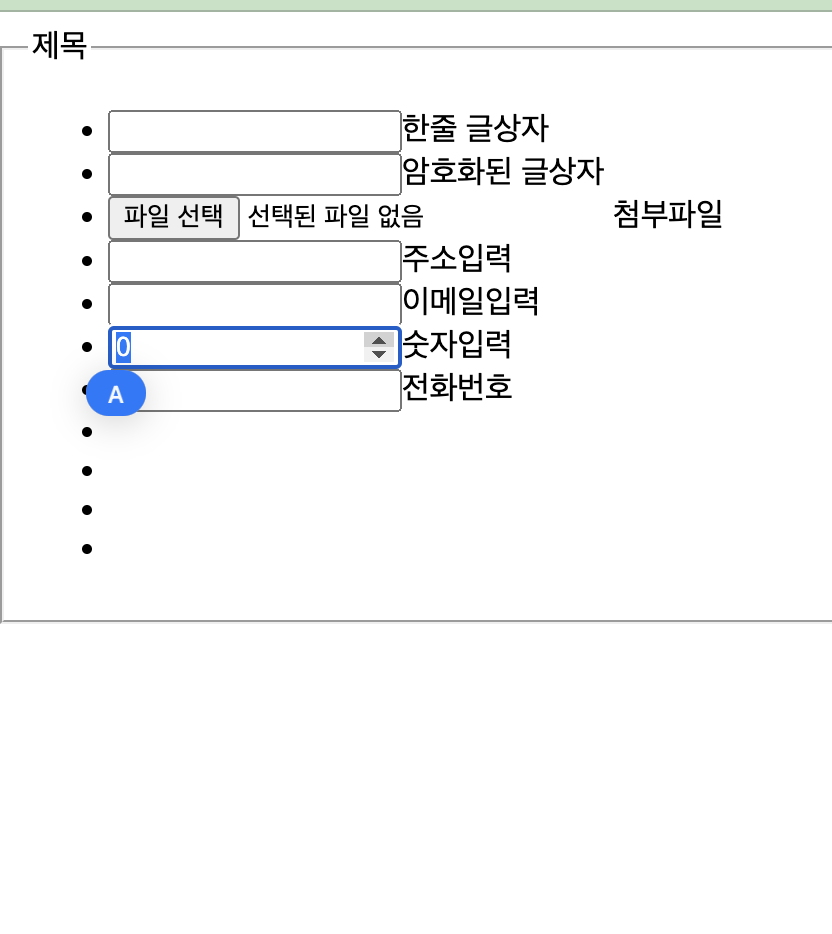 제목
한줄 글상자
암호화된 글상자
파일 선택 선택된 파일 없음 첨부파일
주소입력
이메일입력
0 숫자입력
A 전화번호